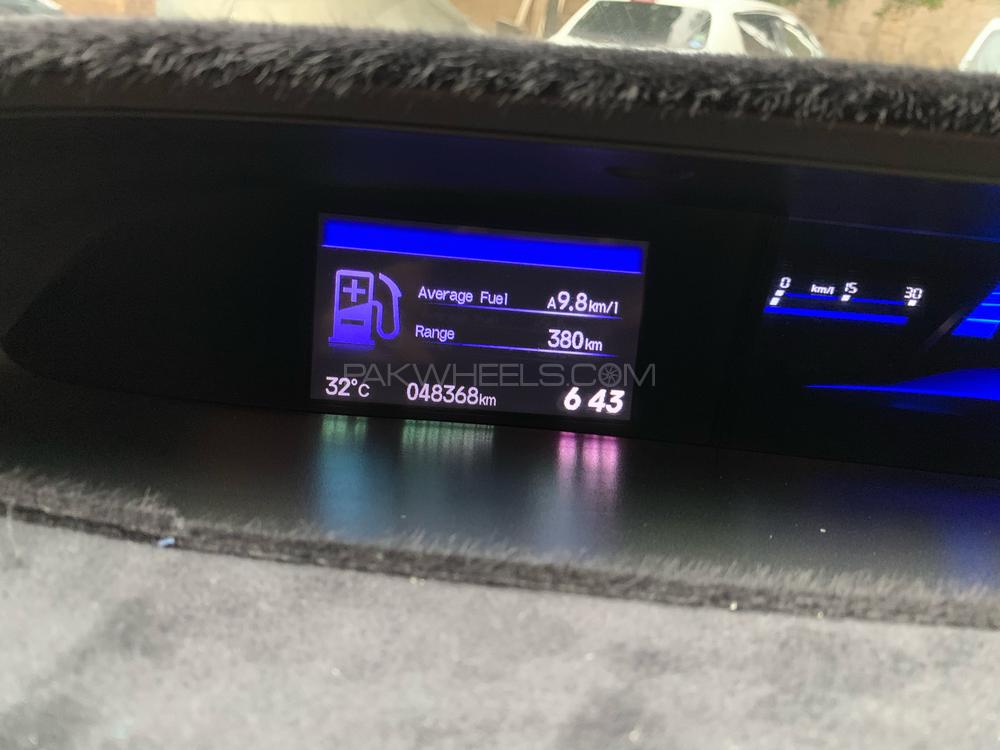 Average Fuel A9.8km/l
Range 380km
32°C 048368km 6 43
0 km/l 15 30
PAKWHEELS.COM